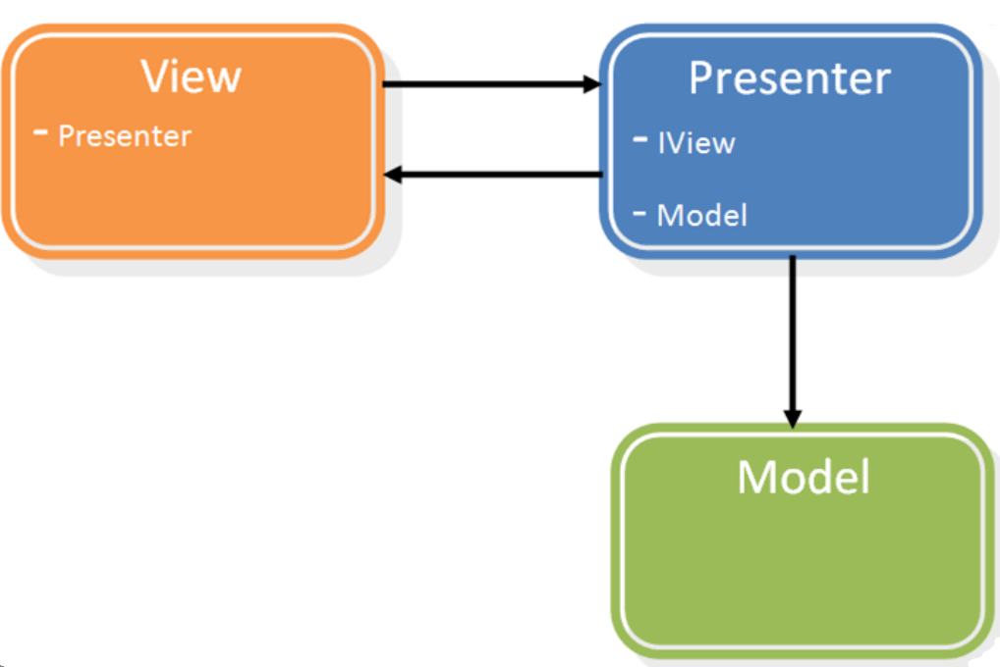 View
- Presenter
Presenter
- IView
- Model
Model